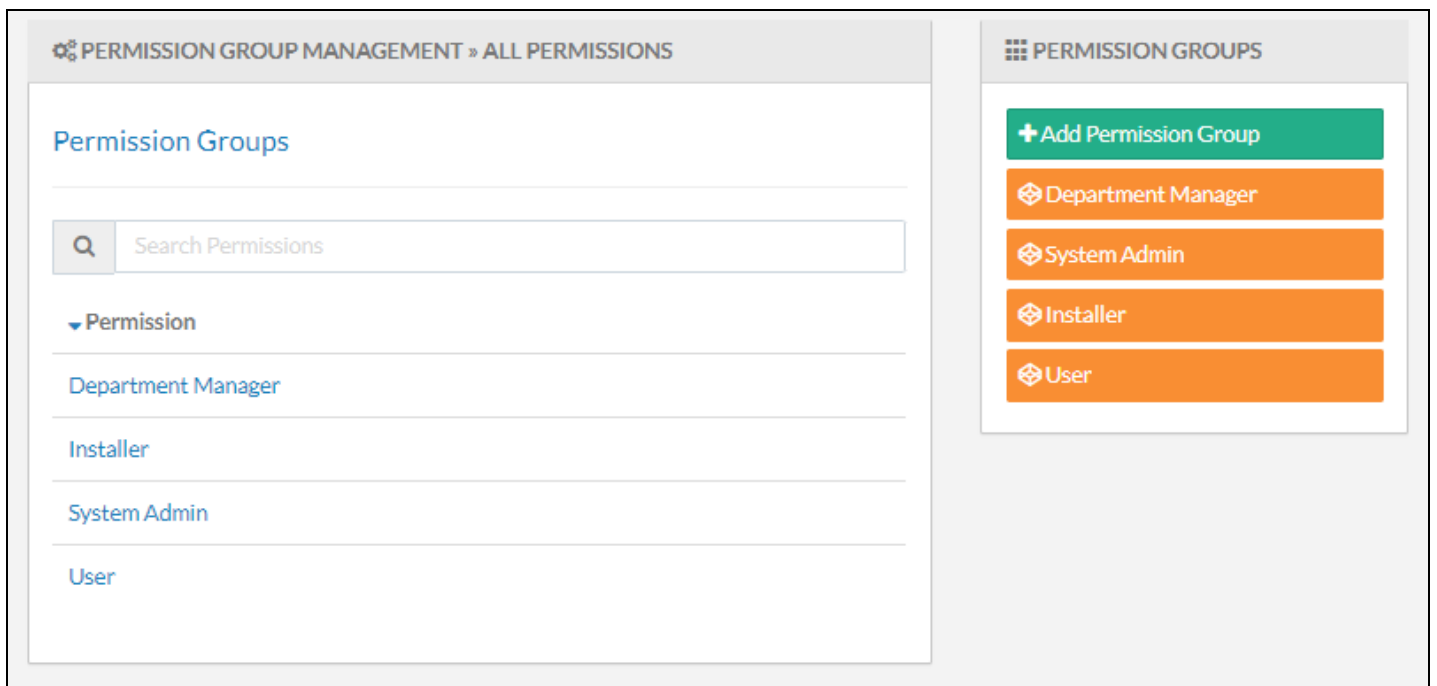 PERMISSION GROUP MANAGEMENT » ALL PERMISSIONS
Permission Groups
Search Permissions
Permission
Department Manager
Installer
System Admin
User
PERMISSION GROUPS
Add Permission Group
Department Manager
System Admin
Installer
User